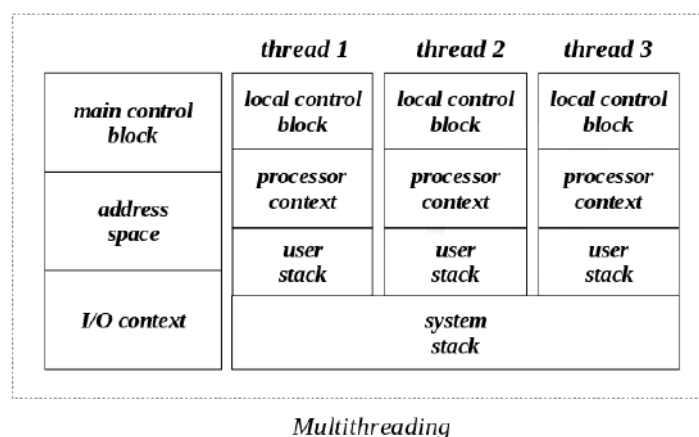 thread 1
thread 2
thread 3
main control
block
address
space
I/O context
local control
block
processor
context
user
stack
local control
block
processor
context
user
stack
local control
block
processor
context
user
stack
system
stack
Multithreading